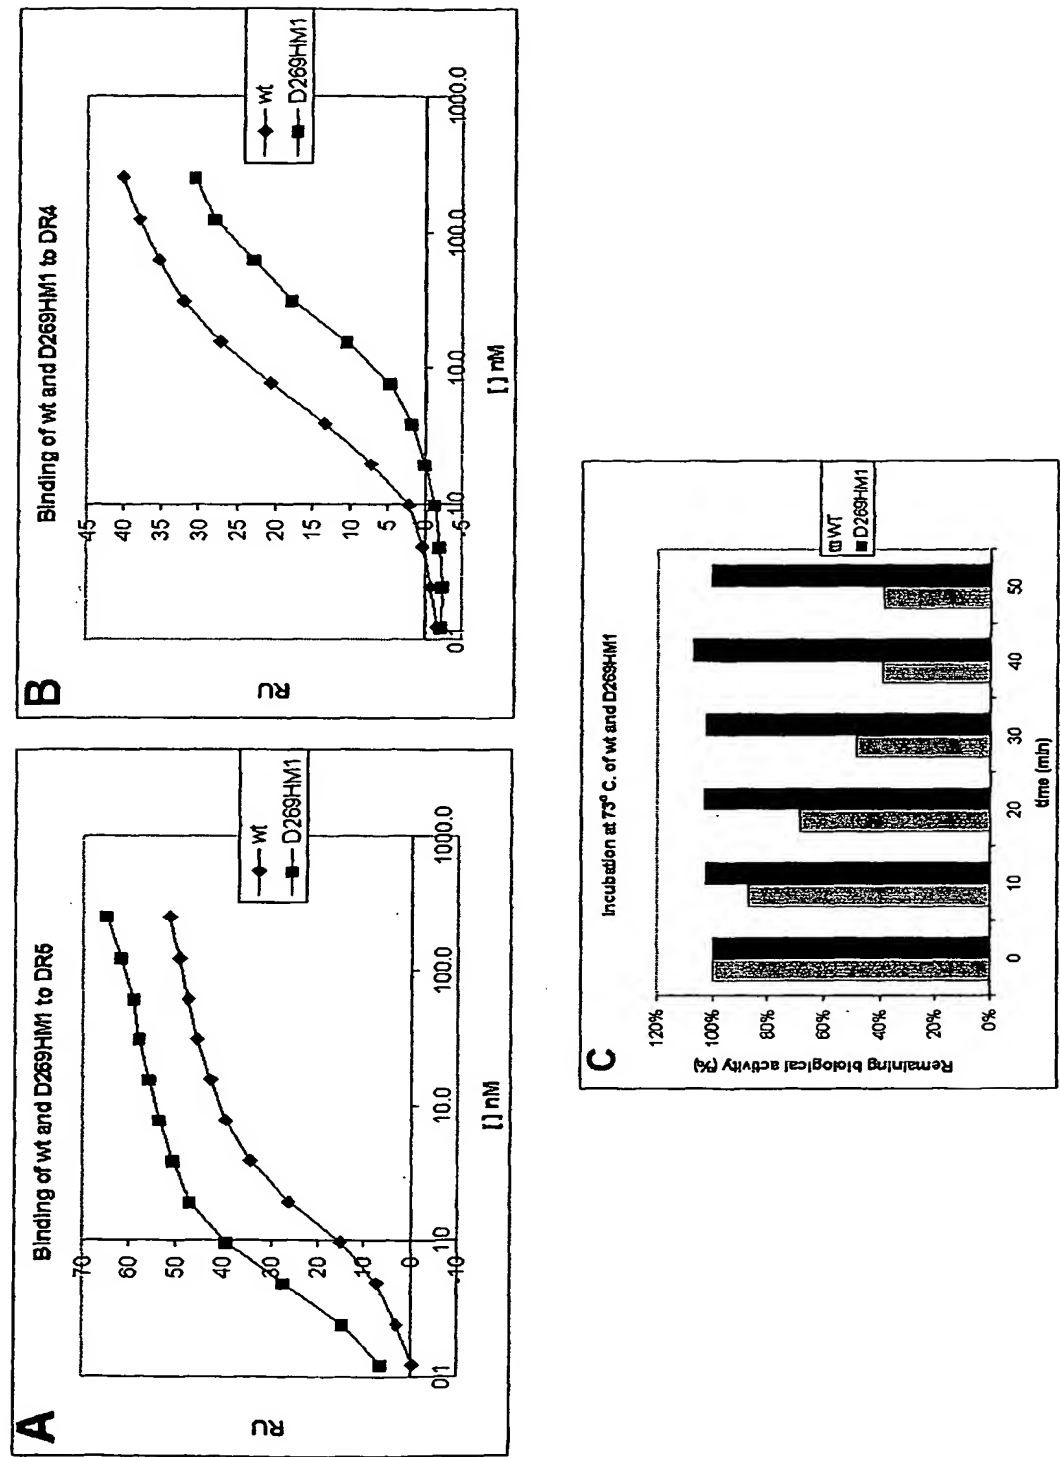 A
Binding of wt and D269HM1 to DR5
70
60
50
40
30
20
10
0
-10
0.1
1.0
10.0
100.0
1000.0
RU
[ ] nM
wt
D269HM1
B
Binding of wt and D269HM1 to DR4
45
40
35
30
25
20
15
10
5
0
-5
0
1.0
10.0
100.0
1000.0
RU
[ ] nM
wt
D269HM1
C
Incubation at 73° C. of wt and D269HM1
120%
100%
80%
60%
40%
20%
0%
Remaining biological activity (%)
0
10
20
30
40
50
time (min)
WT
D269HM1